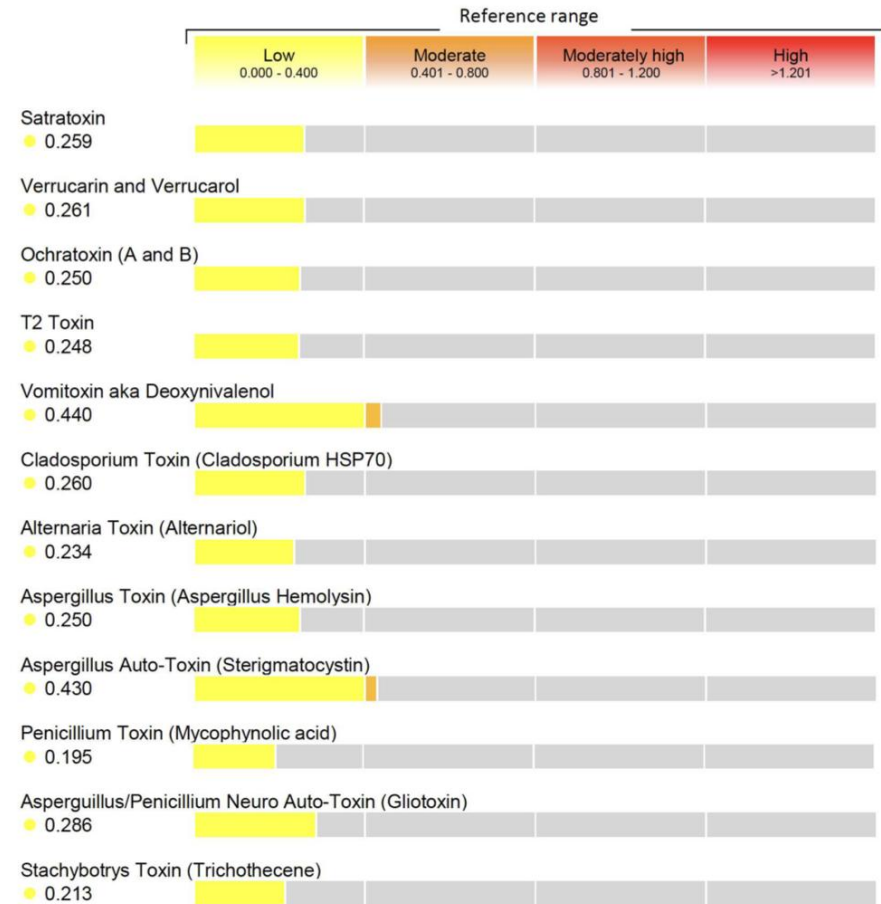 Reference range
Low
0.000 - 0.400
Moderate
0.401 - 0.800
Moderately high
0.801 - 1.200
High
>1.201
Satratoxin
0.259
Verrucarin and Verrucarol
0.261
Ochratoxin (A and B)
0.250
T2 Toxin
0.248
Vomitoxin aka Deoxynivalenol
0.440
Cladosporium Toxin (Cladosporium HSP70)
0.260
Alternaria Toxin (Alternariol)
0.234
Aspergillus Toxin (Aspergillus Hemolysin)
0.250
Aspergillus Auto-Toxin (Sterigmatocystin)
0.430
Penicillium Toxin (Mycophynolic acid)
0.195
Asperguillus/Penicillium Neuro Auto-Toxin (Gliotoxin)
0.286
Stachybotrys Toxin (Trichothecene)
0.213